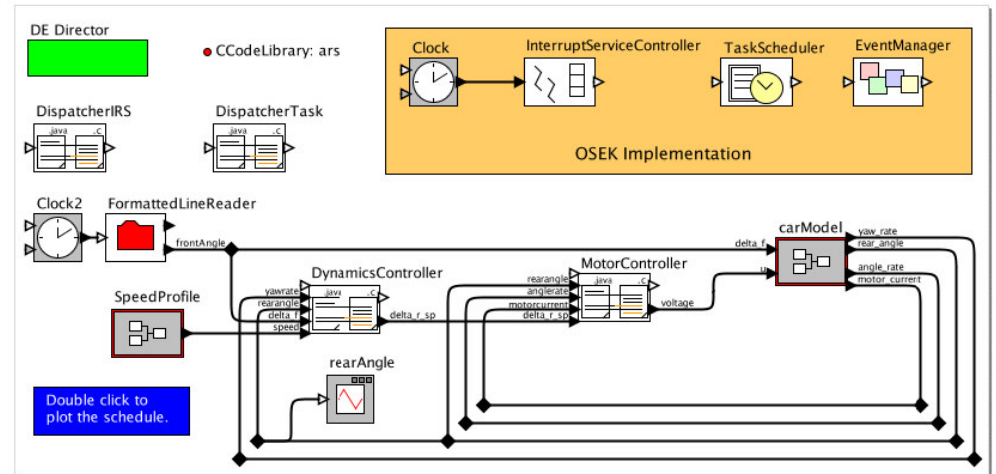 DE Director
CCodeLibrary: ars
Clock
InterruptServiceController
TaskScheduler
EventManager
OSEK Implementation
DispatcherIRS
.java
.c
DispatcherTask
.java
.c
Clock2
FormattedLineReader
frontAngle
carModel
delta_f
u
yaw_rate
rear_angle
angle_rate
motor_current
DynamicsController
.java
.c
yawrate
rearangle
delta_f
speed
delta_r_sp
MotorController
.java
.c
rearangle
anglerate
motorcurrent
delta_r_sp
voltage
SpeedProfile
rearAngle
Double click to
plot the schedule.